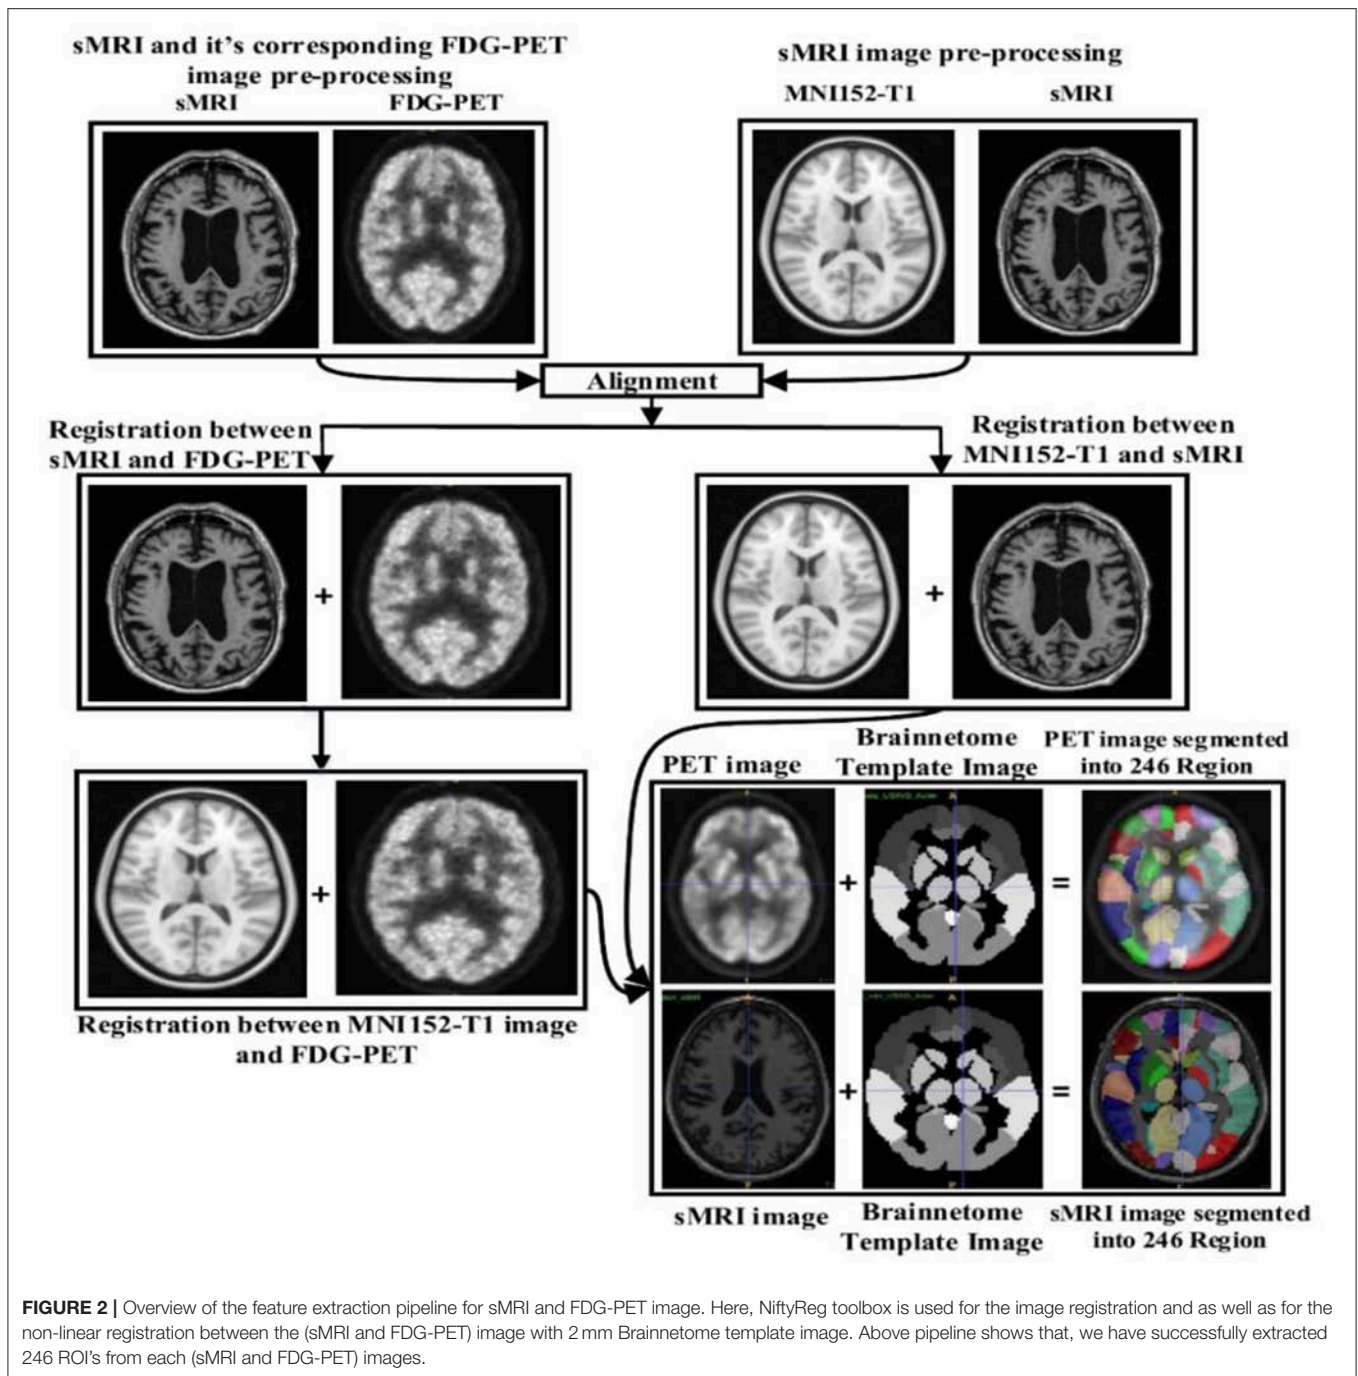 sMRI and it's corresponding FDG-PET
image pre-processing
sMRI
FDG-PET
sMRI image pre-processing
MNI152-T1
sMRI
Alignment
Registration between
sMRI and FDG-PET
Registration between
MNI152-T1 and sMRI
+
+
+
Registration between MNI152-T1 image
and FDG-PET
PET image
Brainnetome
Template Image
PET image segmented
into 246 Region
+
=
+
=
sMRI image
Brainnetome
Template Image
sMRI image segmented
into 246 Region
FIGURE 2 | Overview of the feature extraction pipeline for sMRI and FDG-PET image. Here, NiftyReg toolbox is used for the image registration and as well as for the
non-linear registration between the (sMRI and FDG-PET) image with 2 mm Brainnetome template image. Above pipeline shows that, we have successfully extracted
246 ROI's from each (sMRI and FDG-PET) images.